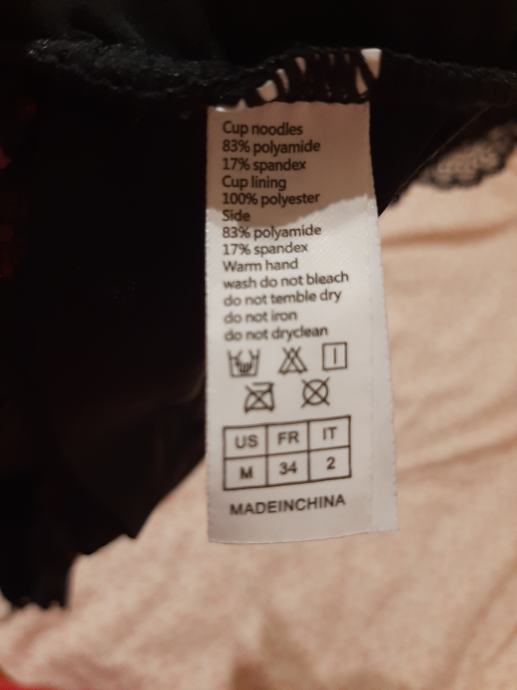 Cup noodles
83% polyamide
17% spandex
Cup lining
100% polyester
Side
83% polyamide
17% spandex
Warm hand
wash do not bleach
do not temble dry
do not iron
do not dryclean
US FR IT
M 34 2
MADEINCHINA